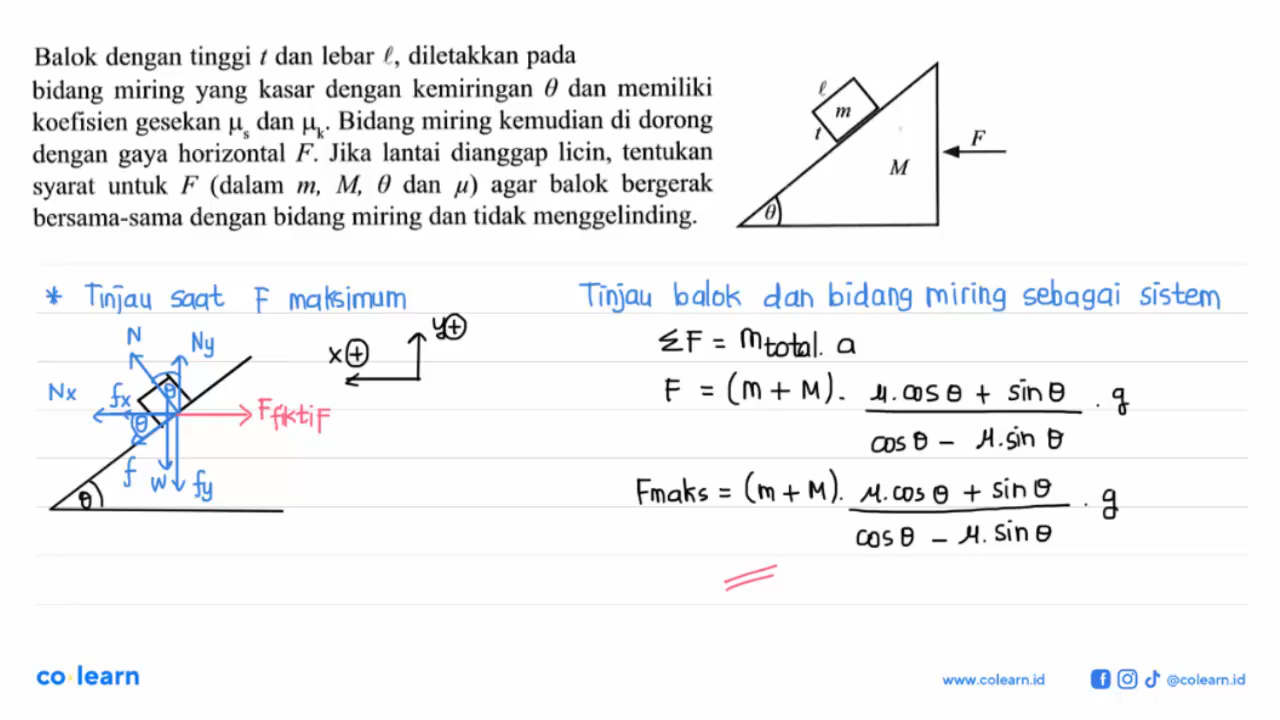 Balok dengan tinggi t dan lebar ℓ, diletakkan pada
bidang miring yang kasar dengan kemiringan θ dan memiliki
koefisien gesekan μs dan μk. Bidang miring kemudian di dorong
dengan gaya horizontal F. Jika lantai dianggap licin, tentukan
syarat untuk F (dalam m, M, θ dan μ) agar balok bergerak
bersama-sama dengan bidang miring dan tidak menggelinding.
ℓ
m
t
F
M
θ
* Tinjau saat F maksimum
N
Ny
Nx
fx
θ
θ
F fiktif
f
W
fy
θ
x⊕
y⊕
Tinjau balok dan bidang miring sebagai sistem
ΣF = m total. a
F = (m + M). μ.cos θ + sin θ / cos θ - μ.sin θ . g
Fmaks = (m + M). μ.cos θ + sin θ / cos θ - μ. sin θ . g
co learn
www.colearn.id
@colearn.id